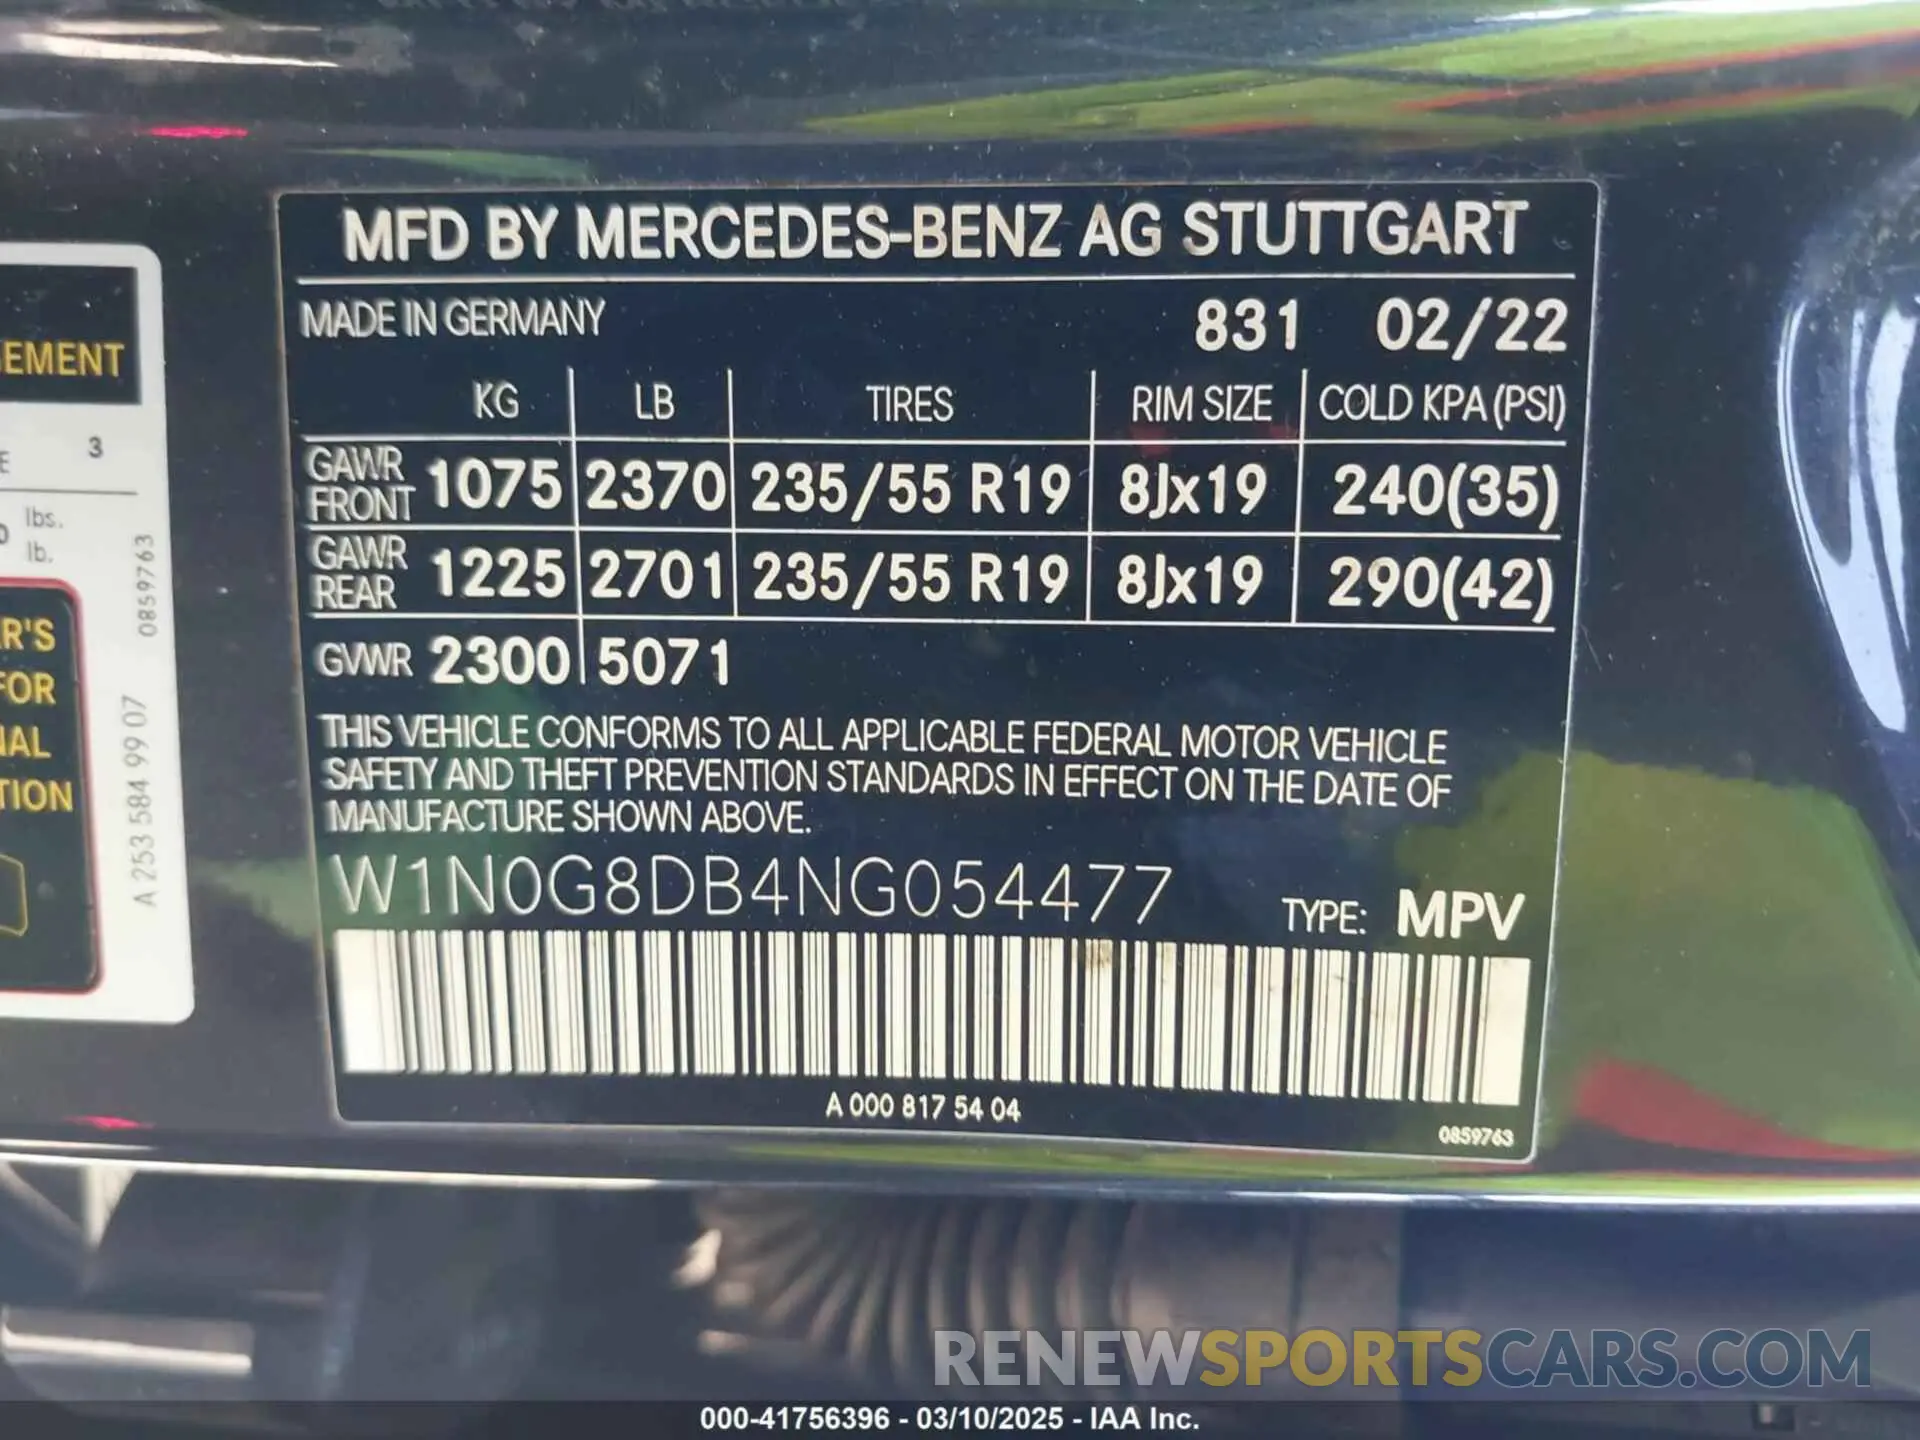 MFD BY MERCEDES-BENZ AG STUTTGART
MADE IN GERMANY 831 02/22
KG LB TIRES RIM SIZE COLD KPA (PSI)
GAWR FRONT 1075 2370 235/55 R19 8Jx19 240(35)
GAWR REAR 1225 2701 235/55 R19 8Jx19 290(42)
GVWR 2300 5071
THIS VEHICLE CONFORMS TO ALL APPLICABLE FEDERAL MOTOR VEHICLE
SAFETY AND THEFT PREVENTION STANDARDS IN EFFECT ON THE DATE OF
MANUFACTURE SHOWN ABOVE.
W1N0G8DB4NG054477 TYPE: MPV
A 000 817 54 04
0859763
EMENT
E 3
lbs.
lb.
0859763
R'S
FOR
TION
A 253 584 99 07
RENEWSPORTSCARS.COM
000-41756396 - 03/10/2025 - IAA Inc.